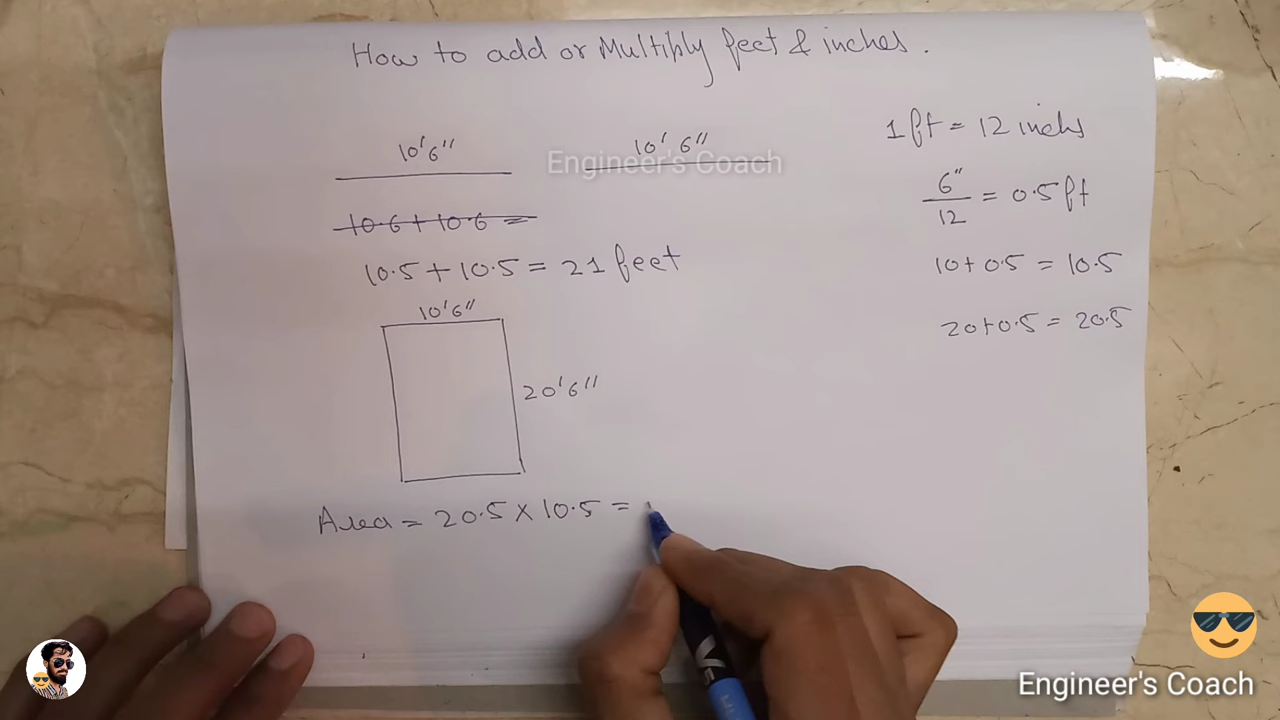 How to add or Multiply feet & inches.
10'6"
10' 6"
Engineer's Coach
10.6 + 10.6 =
10.5 + 10.5 = 21 feet
10'6"
20'6"
Area = 20.5 x 10.5 =
1 ft = 12 inchs
6"
12
= 0.5 ft
10 + 0.5 = 10.5
20 + 0.5 = 20.5
V5
Engineer's Coach